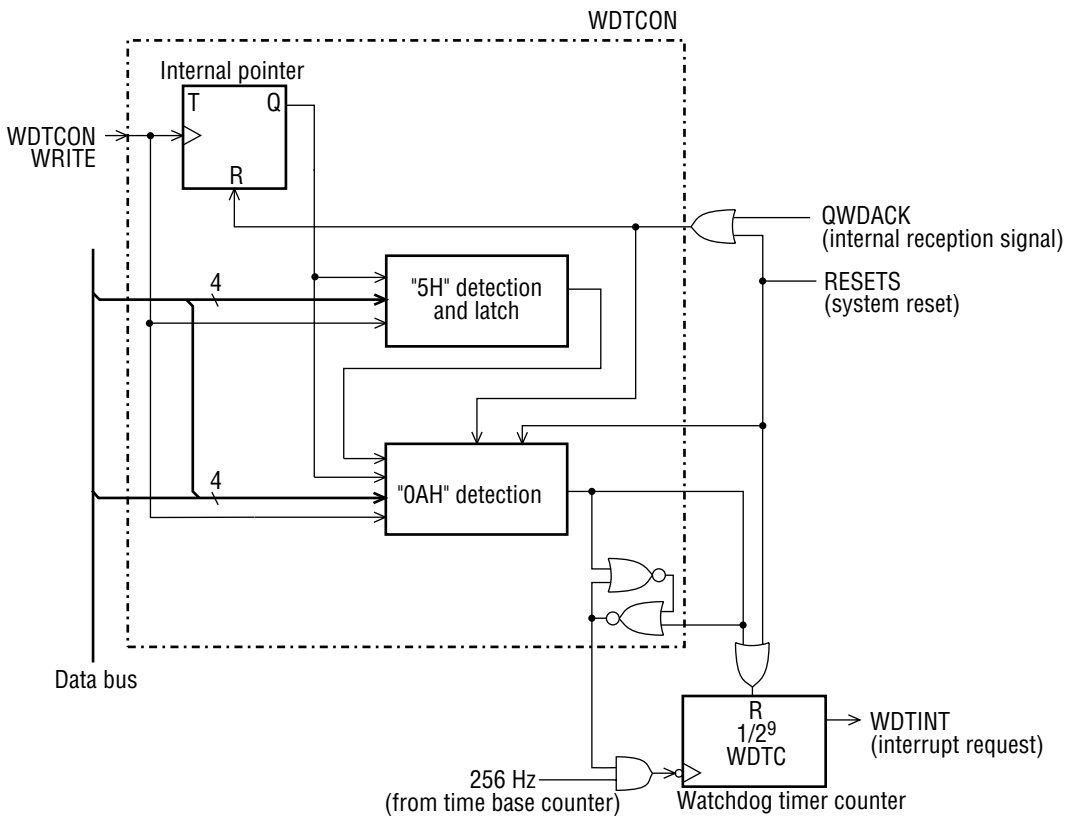 WDTCON
Internal pointer
T Q
WDTCON
WRITE
R
QWDACK
(internal reception signal)
RESETS
(system reset)
4
"5H" detection
and latch
4
"0AH" detection
Data bus
R
1/2⁹
WDTC
WDTINT
(interrupt request)
256 Hz
(from time base counter)
Watchdog timer counter